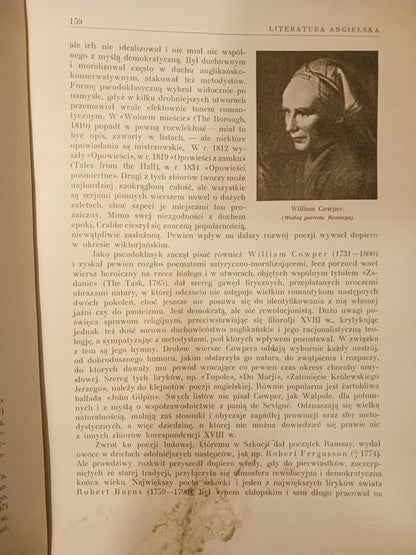 159
LITERATURA ANGIELSKA
ale ich nie idealizował i nie miał nic wspól-
nego z myślą demokratyczną. Był duchownym
i moralizował często w duchu anglikańsko-
konserwatywnym, atakował też metodystów.
Formę pseudoklasyczną wybrał widocznie po
namyśle, gdyż w kilku drobniejszych utworach
przemawiał wcale efektownie tonem roman-
tycznym. W »Wolnem mieście« (The Borough,
1810) popadł w pewną rozwlekłość — miał to
być opis, zawarty w listach, — ale niektóre
opowiadania są mistrzowskie, W r. 1812 wy-
szły »Opowieści«, w r. 1819 »Opowieści z zamku«
(Tales from the Hall), w r. 1834 »Opowieści
pośmiertne«. Drugi z tych zbiorów tworzy może
najbardziej zaokrągloną całość, ale wszystkie
są serjami pisanych wierszem nowel o dużych
zaletach, choć szpeci je miejscami ton pro-
zaiczny. Mimo swej niezgodności z duchem
epoki, Crabbe cieszył się znaczną popularnością,
niewątpliwie zasłużoną. Pewien wpływ na dalszy rozwój poezji wywarł dopiero
w okresie wiktorjańskim.
William Cowper.
(Według portretu Romneya).
Jako pseudoklasyk zaczął pisać również William Cowper (1731—1800)
i zyskał pewien rozgłos poematami satyryczno-moralizującemi, lecz porzucił wnet
wiersz heroiczny na rzecz białego i w utworach, objętych wspólnym tytułem »Za-
danie« (The Task, 1785), dał szereg gawęd lirycznych, przeplatanych uroczem
obrazami natury, w której odczuciu nie ustępuje wielkim romantykom następnych
dwóch pokoleń, choć jeszcze nie posuwa się do identyfikowania z nią własnej
jaźni czy do panteizmu. Jest demokratą, ale nie rewolucjonistą. Dużo uwagi po-
święca sprawom religijnym, przeciwstawiając się filozofji XVIII w., krytykując
jednak też dość surowo duchowieństwo anglikańskie i jego racjonalistyczną teo-
logję, a sympatyzując z metodystami, pod których wpływem pozostawał. W związku
z tem są jego hymny. Drobne wiersze Cowpera oddają wybornie każdy nastrój,
od dobrodusznego humoru, jakim obdarzyła go natura, do zwątpienia i rozpaczy,
do których dawały mu powód wracające co pewien czas okresy choroby umy-
słowej. Szereg tych liryków, np. »Topole«, »Do Marji«, »Zatonięcie Królewskiego
Jerzego«, należy do klejnotów poezji angielskiej. Równie popularna jest żartobliwa
ballada »John Gilpin«. Swych listów nie pisał Cowper, jak Walpole, dla potom-
nych i z myślą o współzawodnictwie z panią de Sévigné. Odznaczają się wielką
naturalnością, malują zaś stosunki i obyczaje zapadłej prowincji oraz sfer meto-
dystycznych, a więc dziedzinę, o której nie można dowiedzieć się prawie nic
z innych zbiorów korespondencji XVIII w.
Zwrot ku poezji ludowej, któremu w Szkocji dał początek Ramsay, wydał
owoce w dziełach zdolniejszych następców, jak np. Robert Fergusson († 1774).
Ale prawdziwy rozkwit przyszedł dopiero wtedy, gdy do pierwiastków, zaczerp-
niętych ze starej tradycji, przyłączyła się atmosfera rewolucyjna i demokratyczna
końca wieku. Największy poeta szkocki i jeden z największych liryków świata
Robert Burns (1759—1796), był synem chłopskim i sam długo pracował na